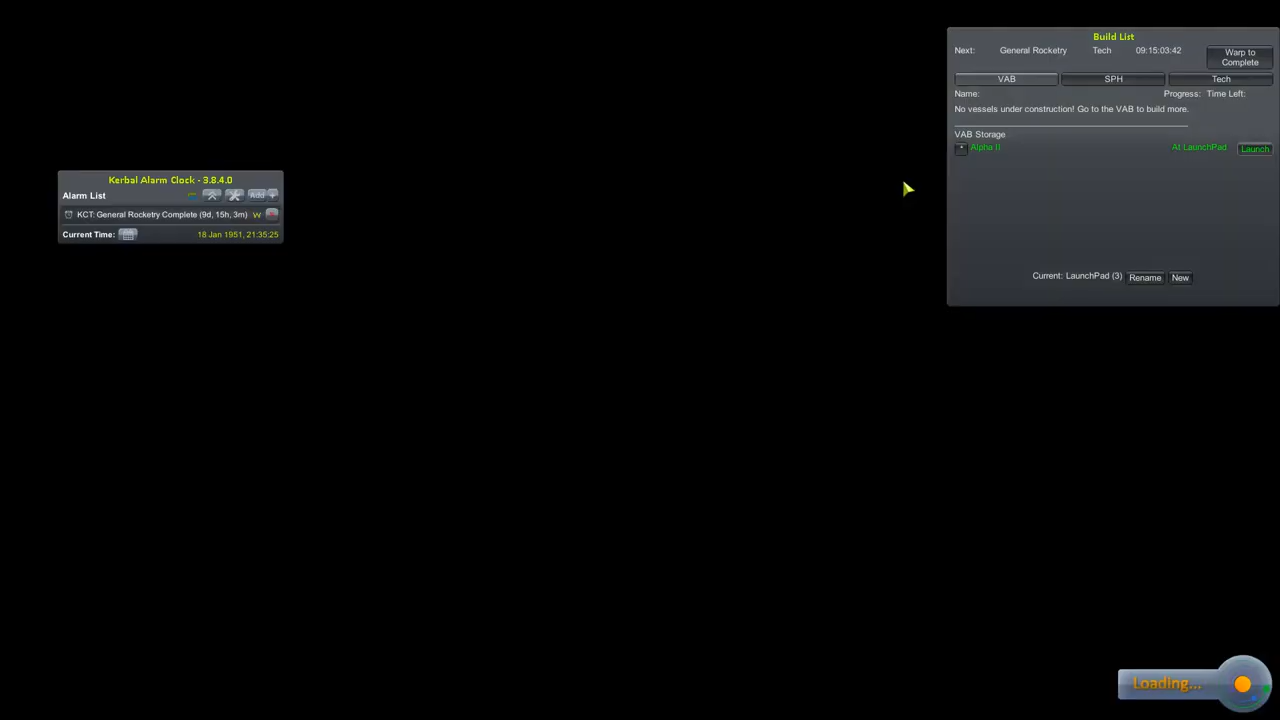 Build List
Next: General Rocketry Tech 09:15:03:42 Warp to Complete
VAB SPH Tech
Name: Progress: Time Left:
No vessels under construction! Go to the VAB to build more.
VAB Storage
* Alpha II At LaunchPad Launch
Current: LaunchPad (3) Rename New
Kerbal Alarm Clock - 3.8.4.0
Alarm List Add +
KCT: General Rocketry Complete (9d, 15h, 3m) W
Current Time: 18 Jan 1951, 21:35:25
Loading...